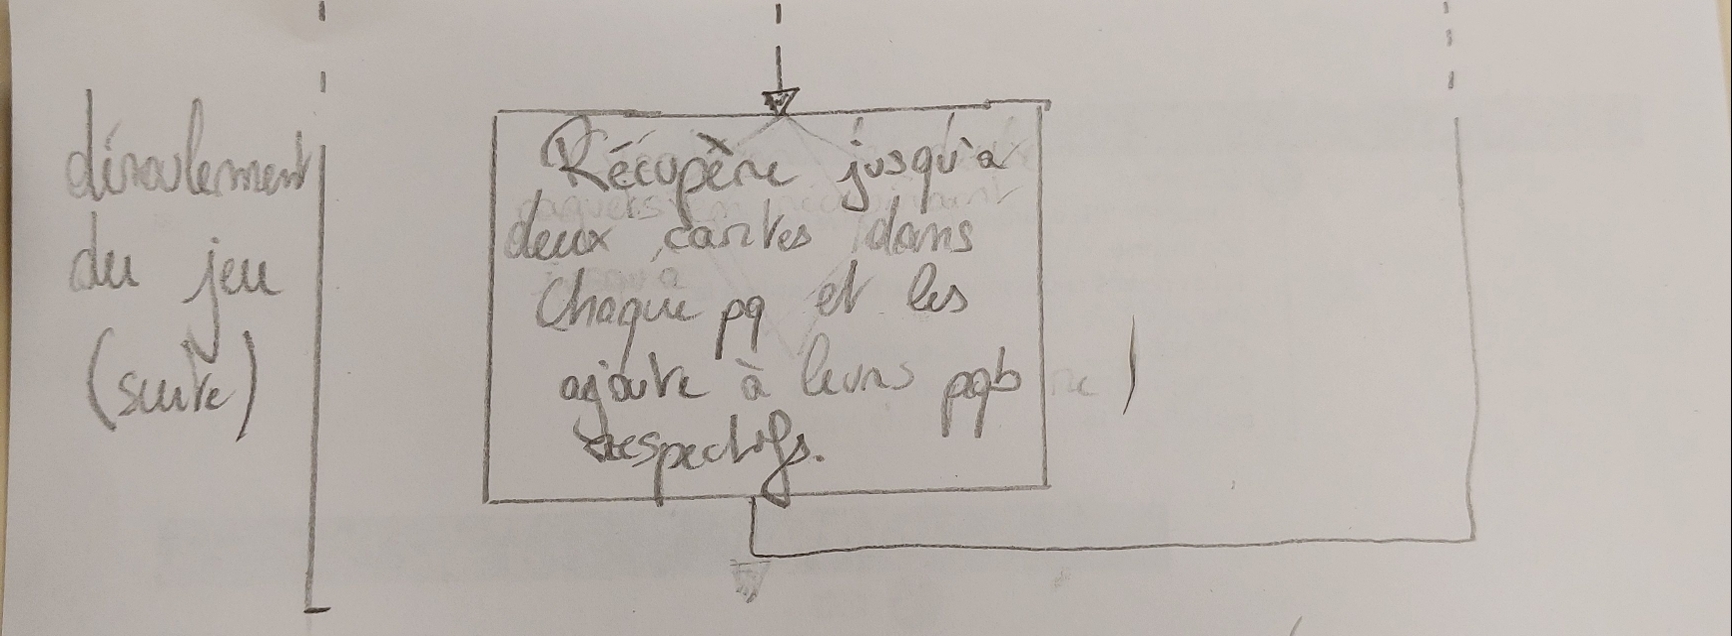 déroulement
du jeu
(suite)
Récupère jusqu'à
deux cartes dans
chaque pq et les
ajoute à leurs pqb
respectifs.